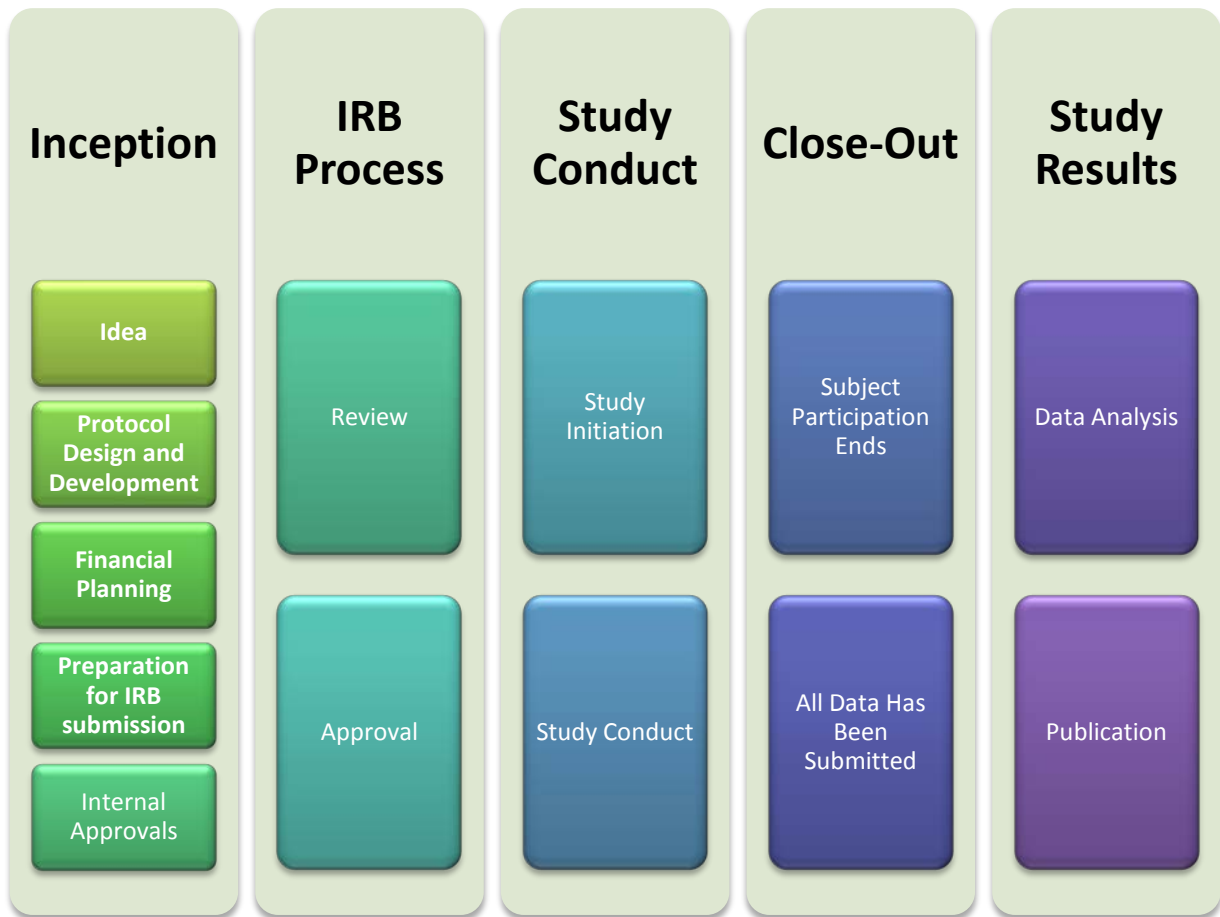 Inception
Idea
Protocol
Design and
Development
Financial
Planning
Preparation
for IRB
submission
Internal
Approvals
IRB
Process
Review
Approval
Study
Conduct
Study
Initiation
Study Conduct
Close-Out
Subject
Participation
Ends
All Data Has
Been
Submitted
Study
Results
Data Analysis
Publication